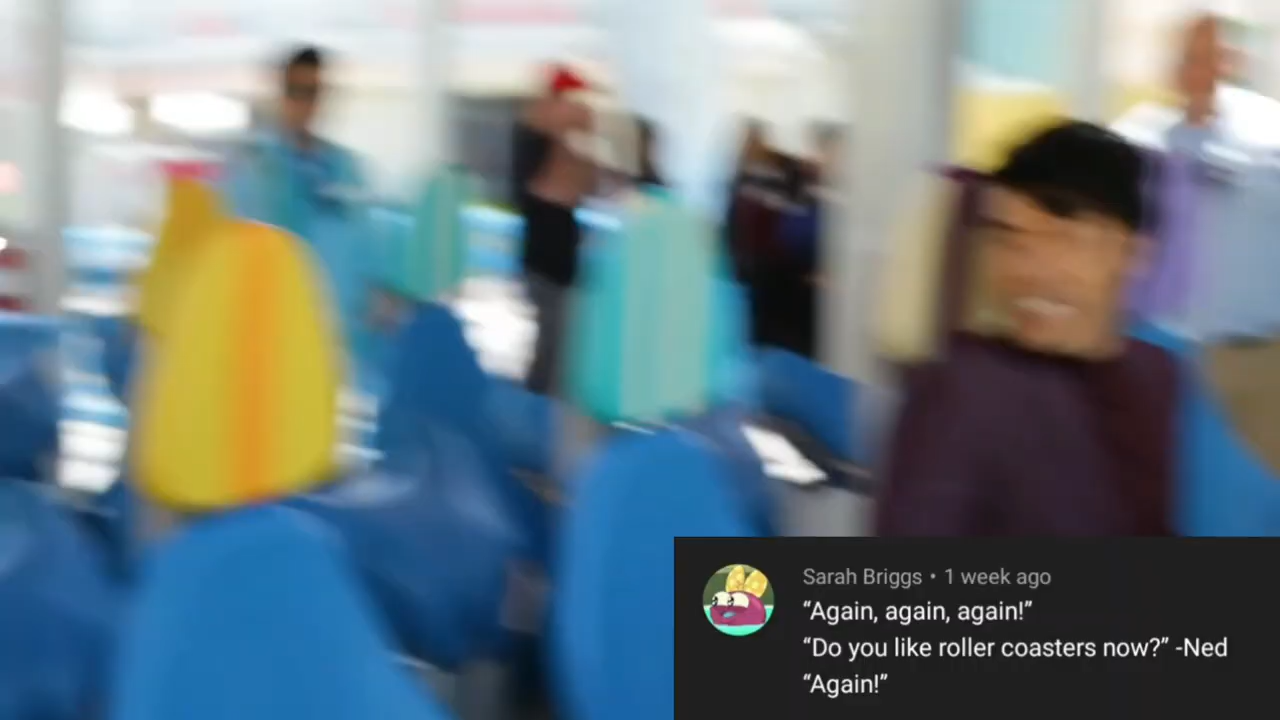 Sarah Briggs • 1 week ago
“Again, again, again!”
“Do you like roller coasters now?” -Ned
“Again!”